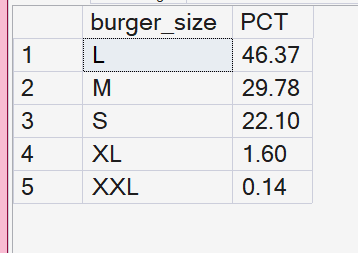 burger_size PCT
1 L 46.37
2 M 29.78
3 S 22.10
4 XL 1.60
5 XXL 0.14